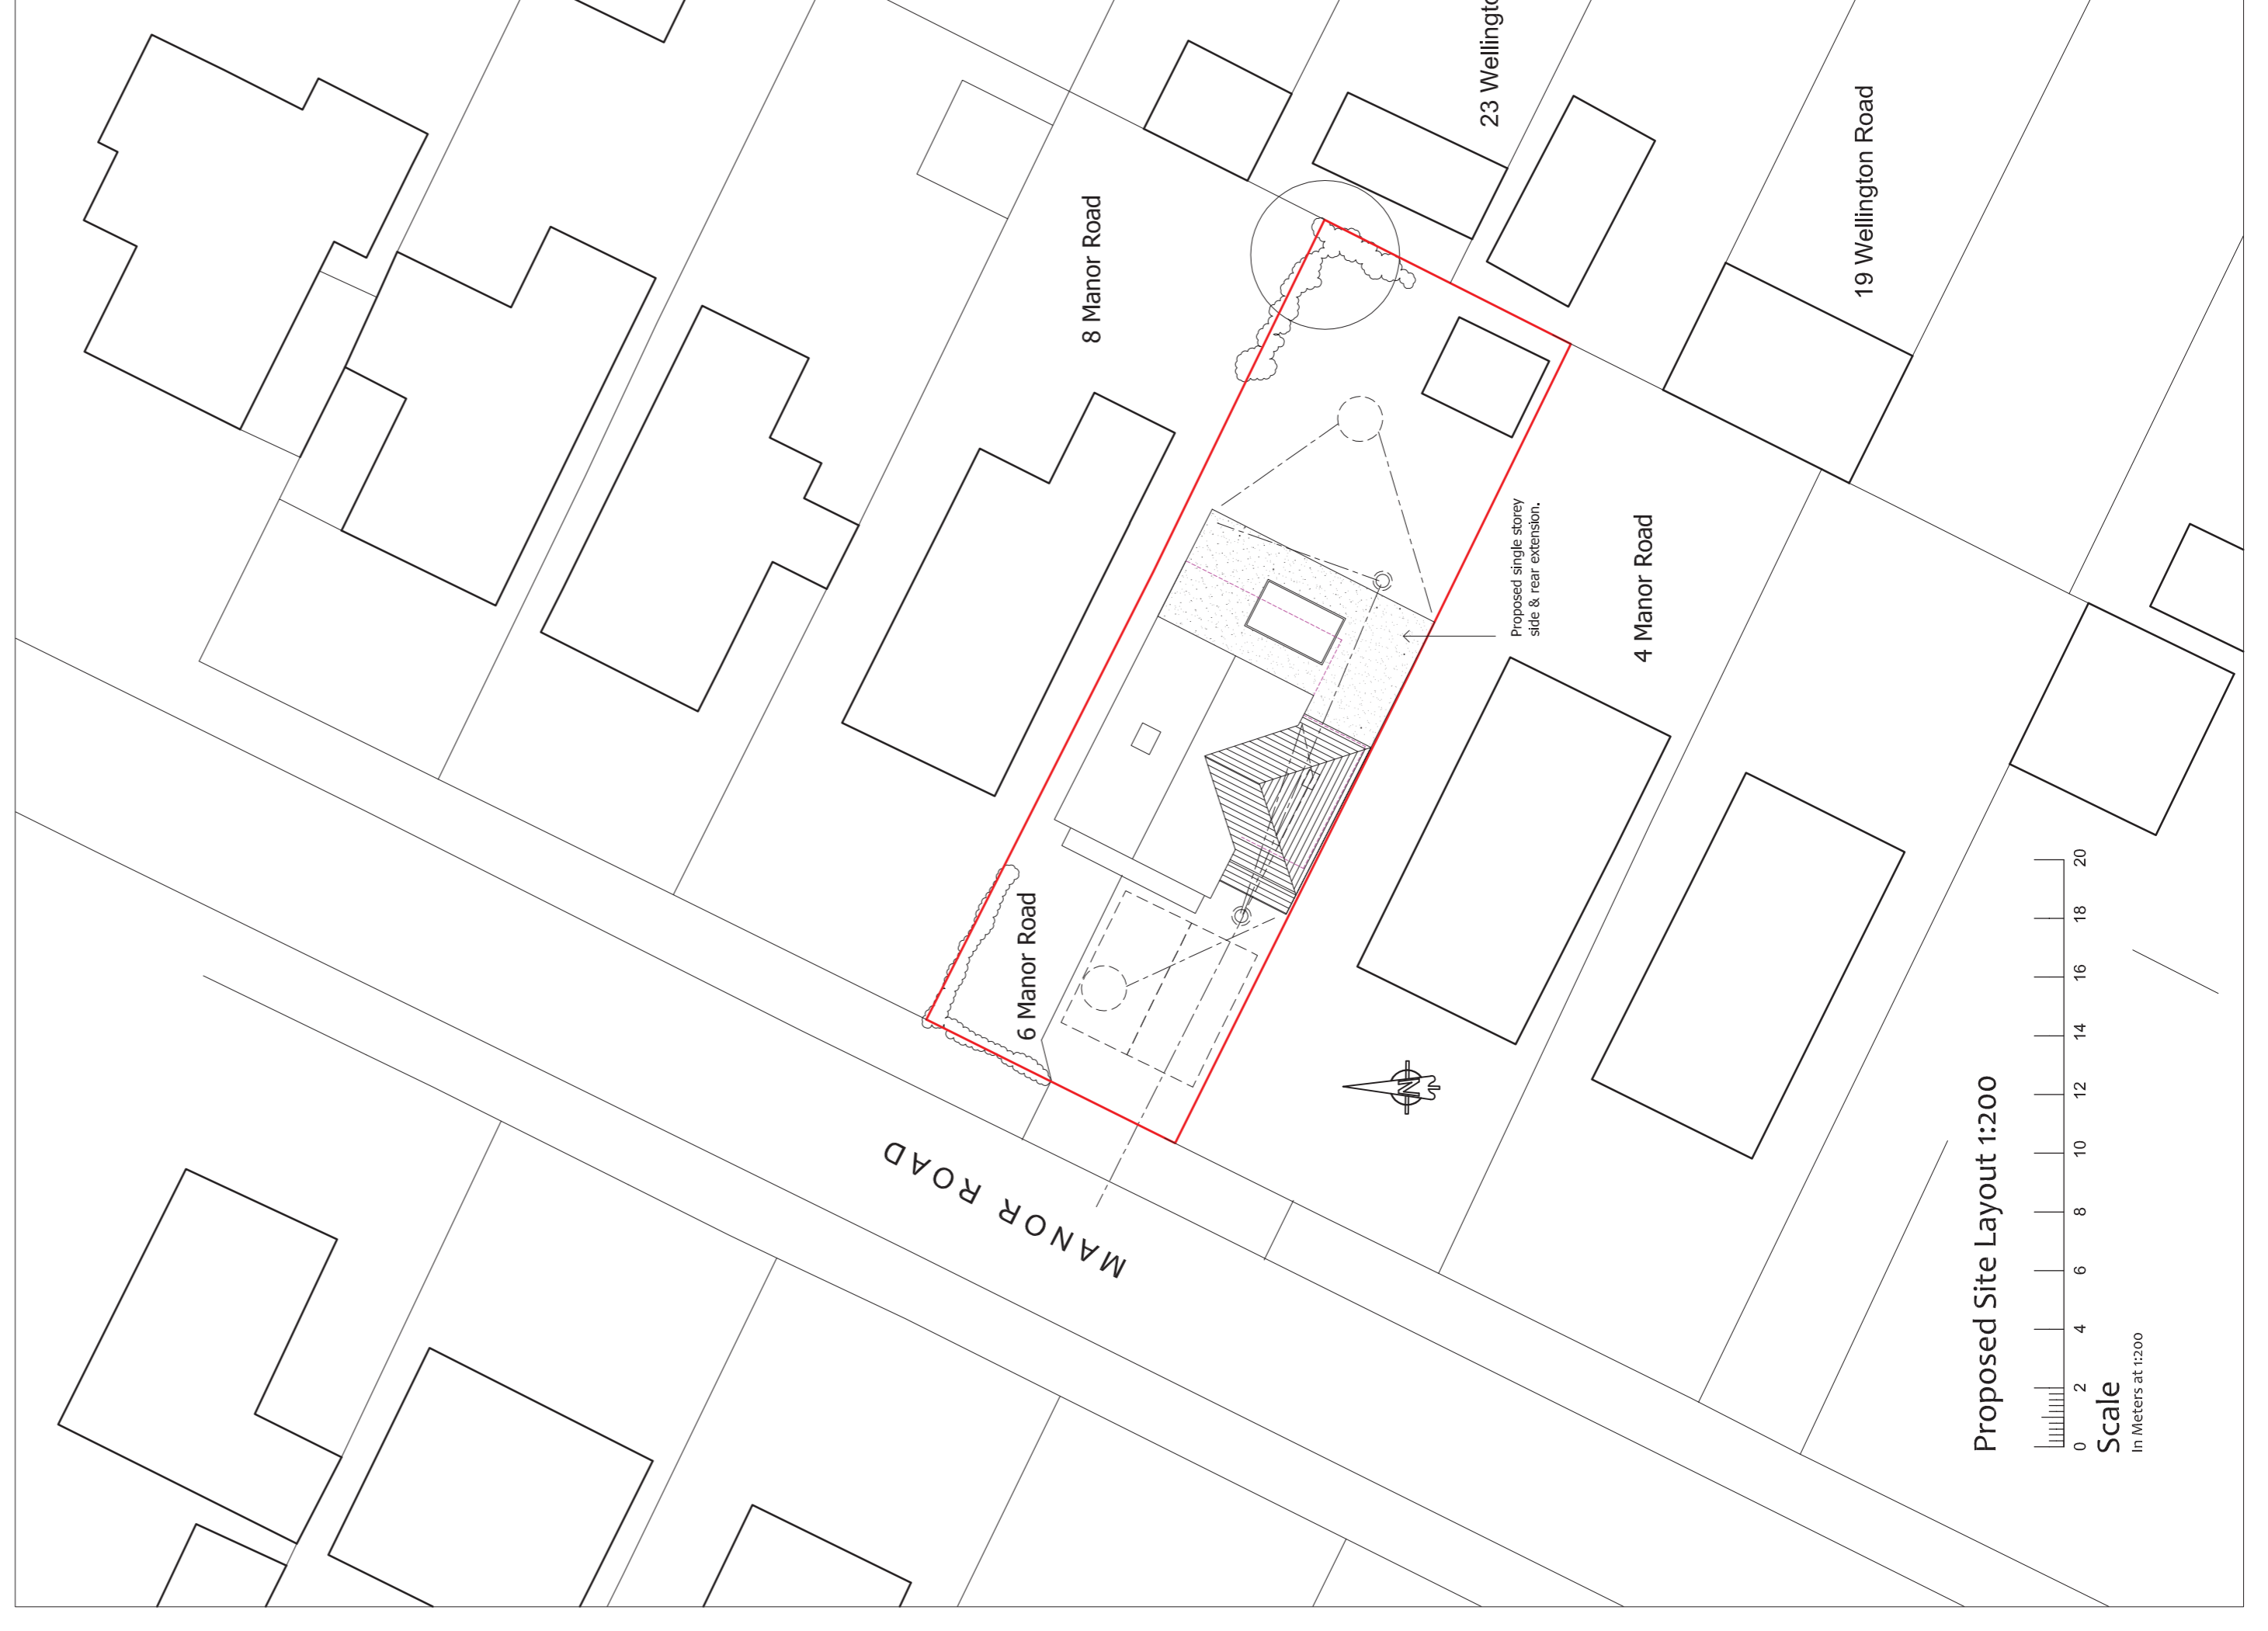 23 Wellingto
19 Wellington Road
8 Manor Road
Proposed single storey
side & rear extension.
4 Manor Road
6 Manor Road
MANOR ROAD
N
Proposed Site Layout 1:200
0 2 4 6 8 10 12 14 16 18 20
Scale
In Meters at 1:200